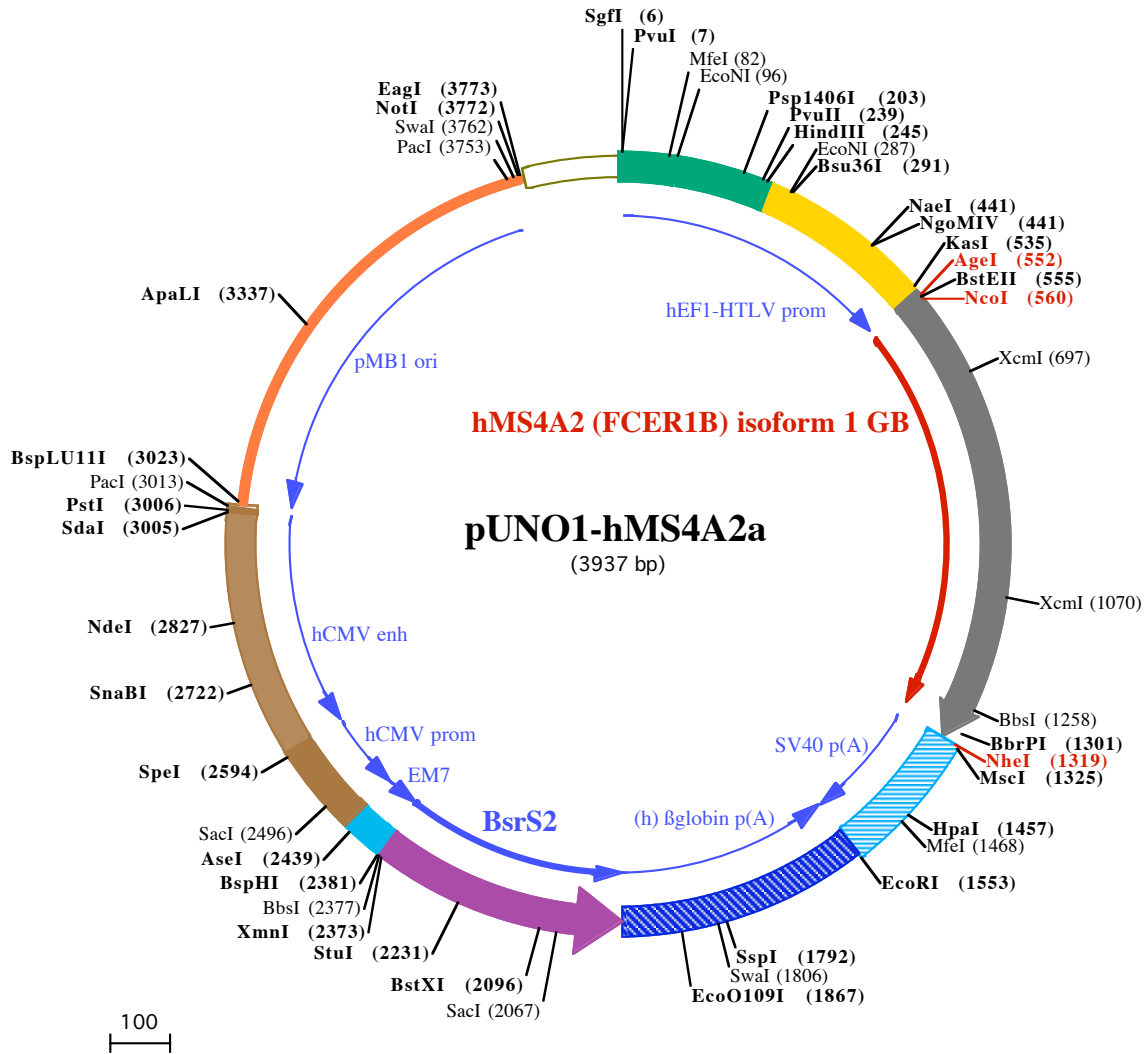 SgfI (6)
PvuI (7)
MfeI (82)
EcoNI (96)
Psp1406I (203)
PvuII (239)
HindIII (245)
EcoNI (287)
Bsu36I (291)
NaeI (441)
NgoMIV (441)
KasI (535)
AgeI (552)
BstEII (555)
NcoI (560)
XcmI (697)
XcmI (1070)
BbsI (1258)
BbrPI (1301)
NheI (1319)
MscI (1325)
HpaI (1457)
MfeI (1468)
EcoRI (1553)
SspI (1792)
SwaI (1806)
EcoO109I (1867)
SacI (2067)
BstXI (2096)
StuI (2231)
XmnI (2373)
BbsI (2377)
BspHI (2381)
AseI (2439)
SacI (2496)
SpeI (2594)
SnaBI (2722)
NdeI (2827)
SdaI (3005)
PstI (3006)
PacI (3013)
BspLU11I (3023)
ApaLI (3337)
PacI (3753)
SwaI (3762)
NotI (3772)
EagI (3773)
hEF1-HTLV prom
pMB1 ori
hMS4A2 (FCER1B) isoform 1 GB
pUNO1-hMS4A2a
(3937 bp)
hCMV enh
hCMV prom
EM7
BsrS2
(h) ßglobin p(A)
SV40 p(A)
100